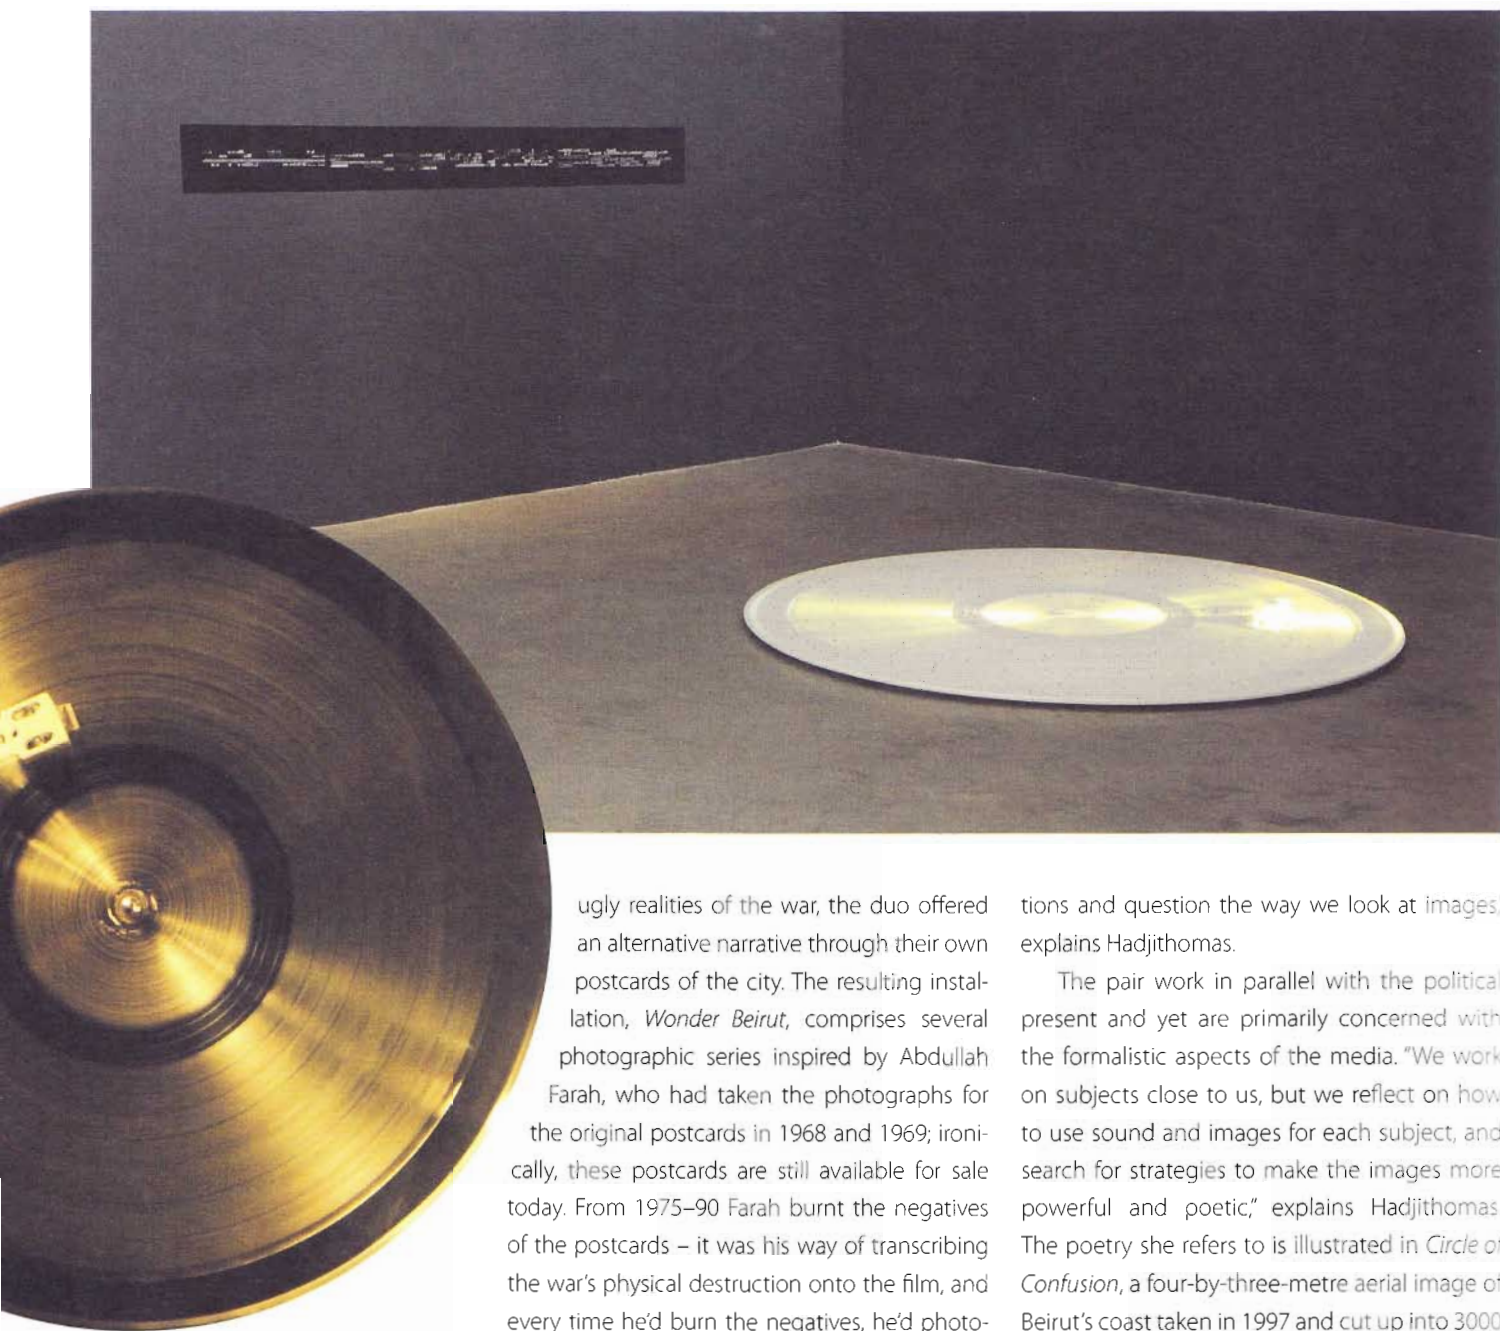 ugly realities of the war, the duo offered
an alternative narrative through their own
postcards of the city. The resulting instal-
lation, Wonder Beirut, comprises several
photographic series inspired by Abdullah
Farah, who had taken the photographs for
the original postcards in 1968 and 1969; ironi-
cally, these postcards are still available for sale
today. From 1975–90 Farah burnt the negatives
of the postcards – it was his way of transcribing
the war's physical destruction onto the film, and
every time he'd burn the negatives, he'd photo-
tions and question the way we look at images,
explains Hadjithomas.
The pair work in parallel with the political
present and yet are primarily concerned with
the formalistic aspects of the media. "We work
on subjects close to us, but we reflect on how
to use sound and images for each subject, and
search for strategies to make the images more
powerful and poetic," explains Hadjithomas.
The poetry she refers to is illustrated in Circle of
Confusion, a four-by-three-metre aerial image of
Beirut's coast taken in 1997 and cut up into 3000